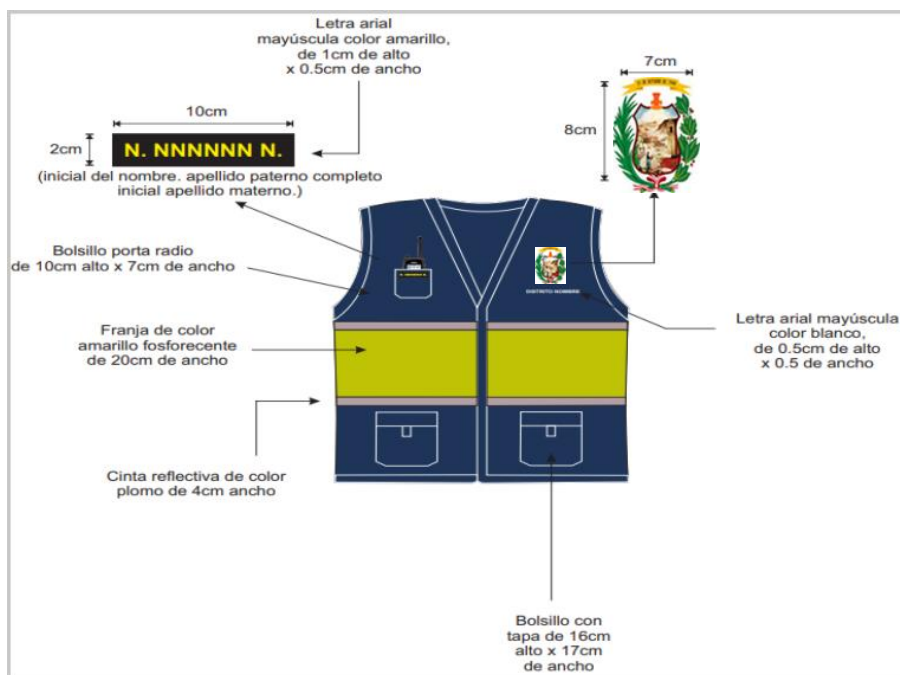 Letra arial
mayúscula color amarillo,
de 1cm de alto
x 0.5cm de ancho
7cm
10cm
8cm
2cm
N. NNNNNN N.
(inicial del nombre. apellido paterno completo
inicial apellido materno.)
Bolsillo porta radio
de 10cm alto x 7cm de ancho
DISTRITO NOMBRE
Letra arial mayúscula
color blanco,
de 0.5cm de alto
x 0.5 de ancho
Franja de color
amarillo fosforecente
de 20cm de ancho
Cinta reflectiva de color
plomo de 4cm ancho
Bolsillo con
tapa de 16cm
alto x 17cm
de ancho